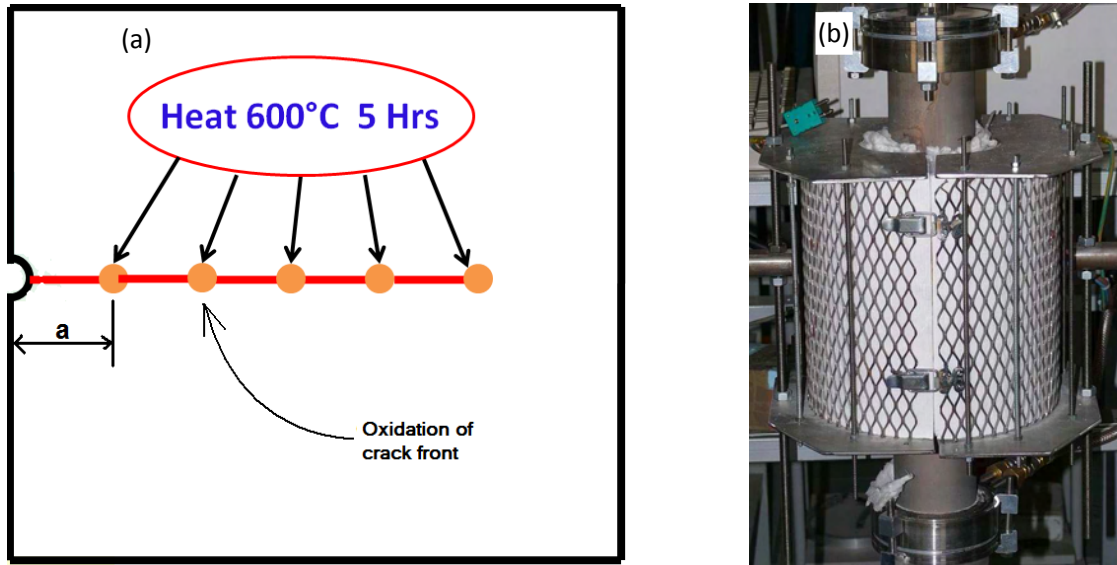 (a)
Heat 600°C 5 Hrs
a
Oxidation of
crack front
(b)